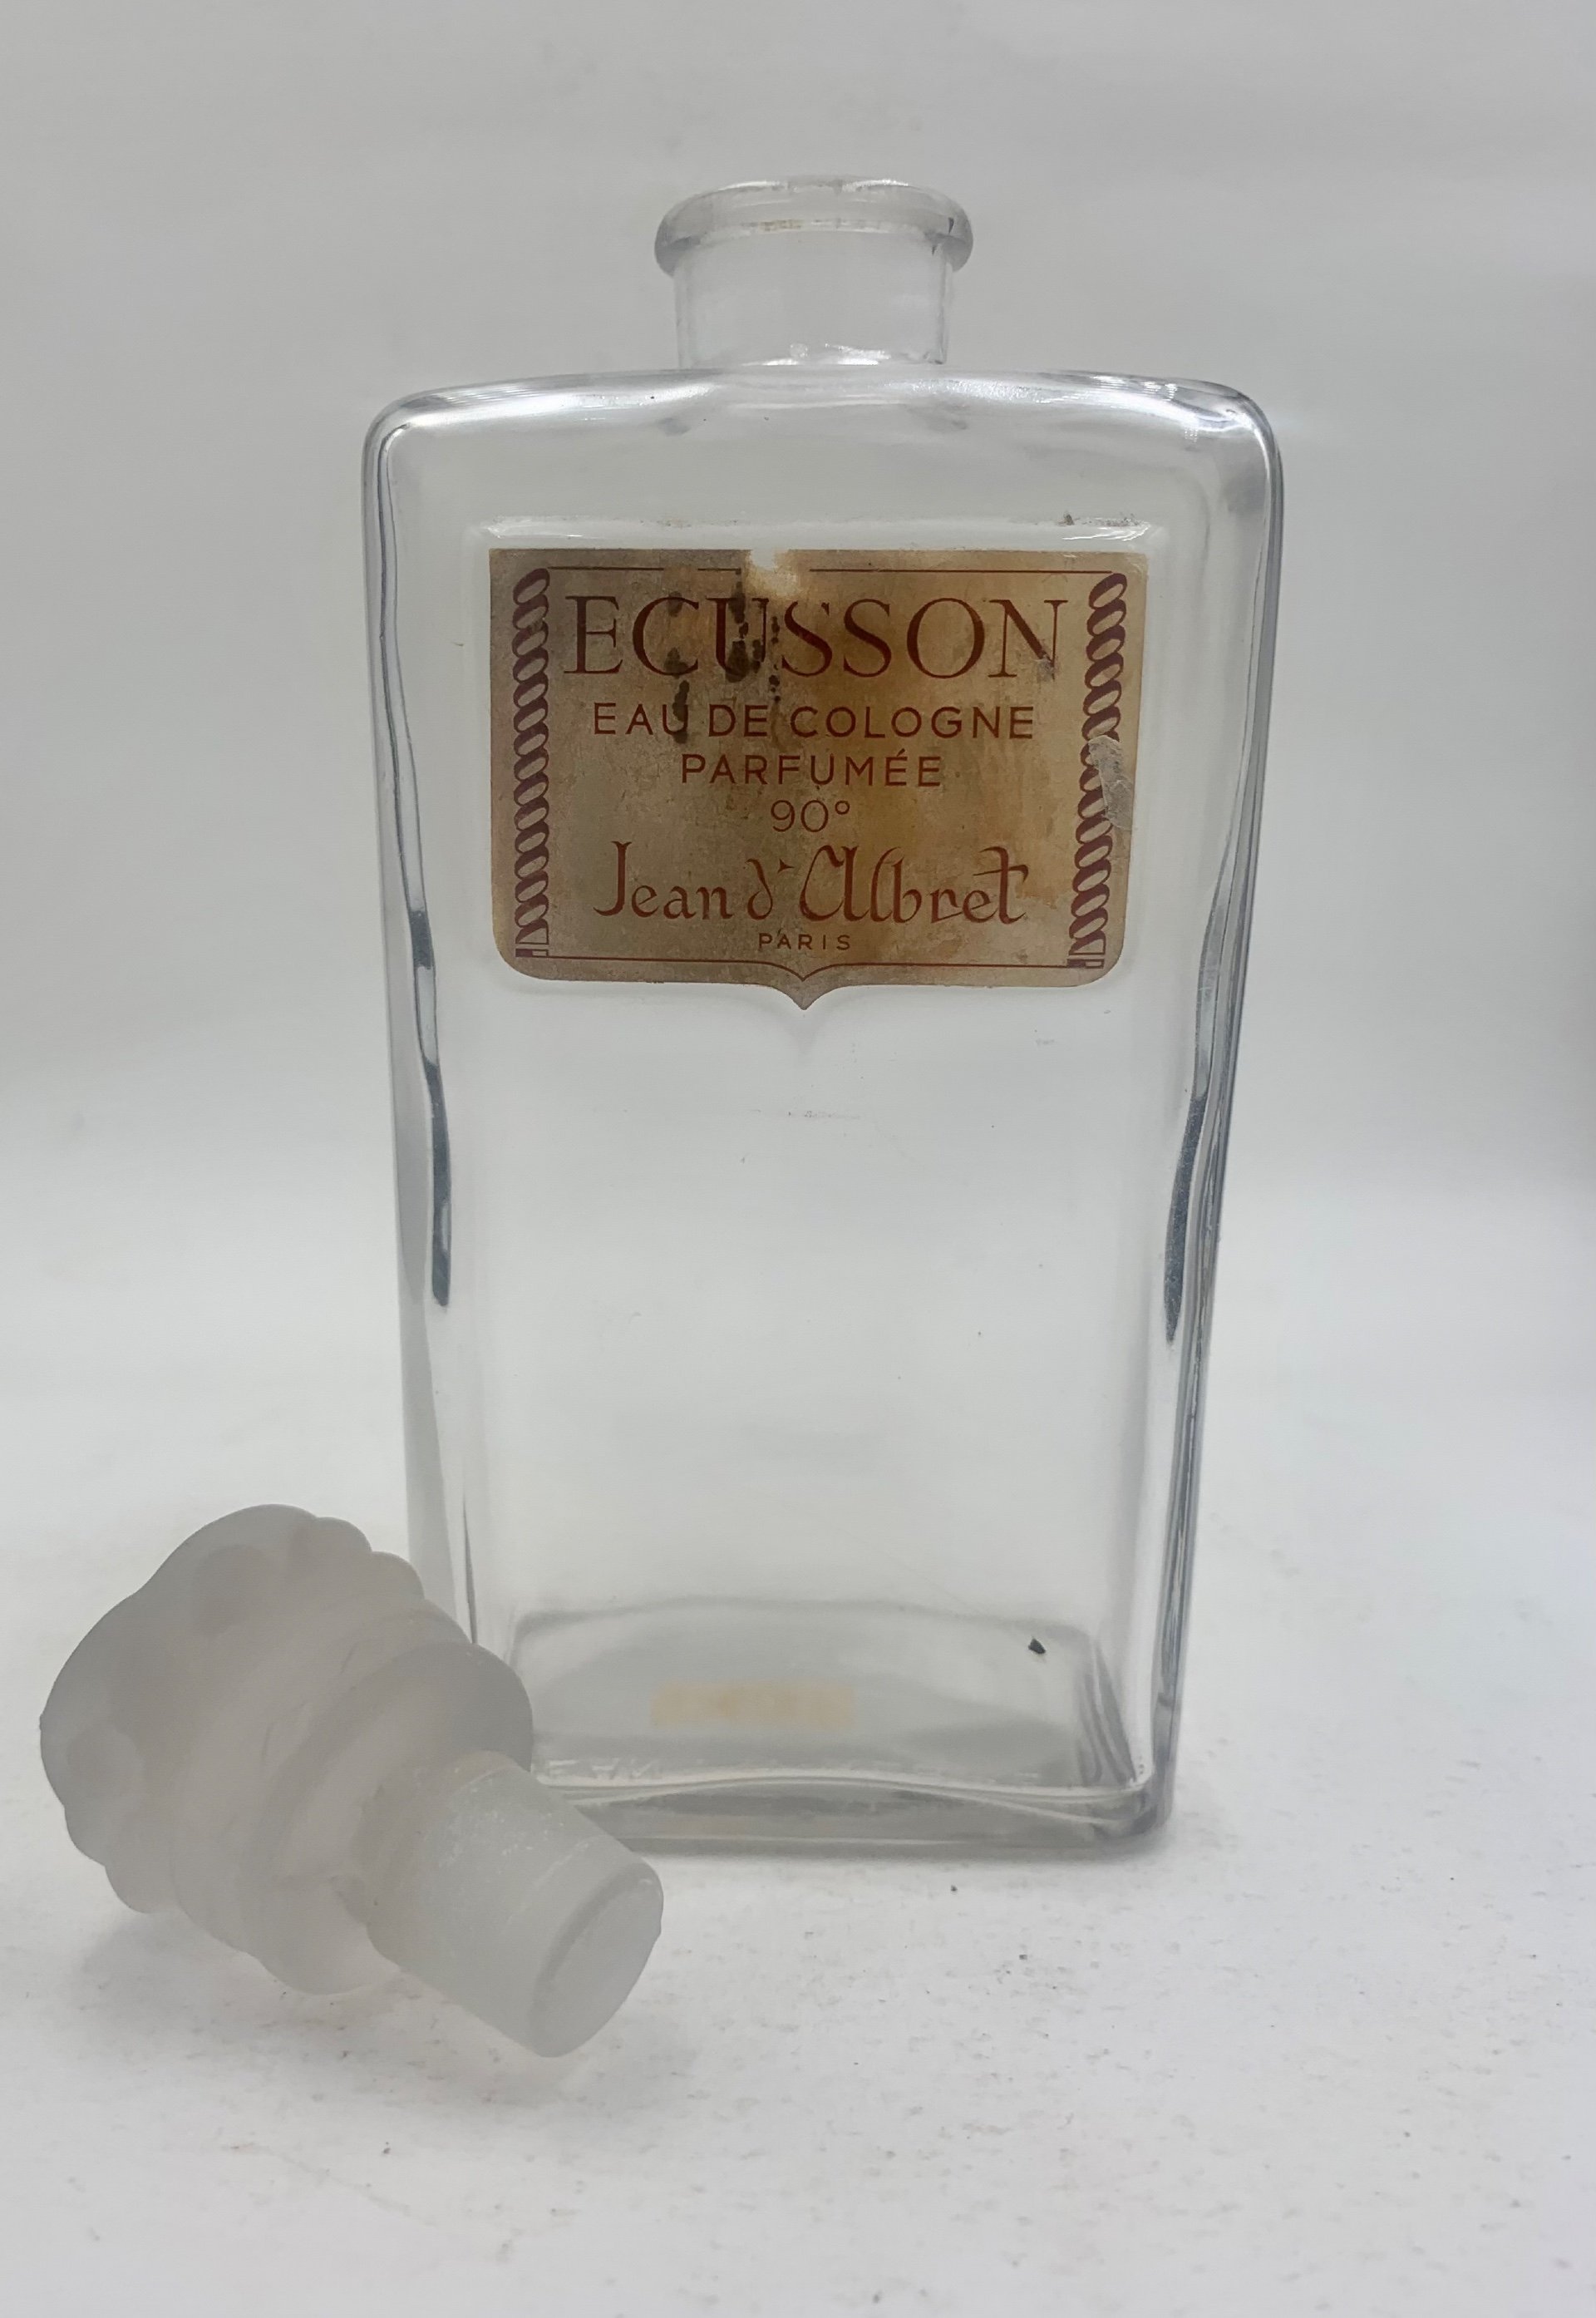 ECUSSON
EAU DE COLOGNE
PARFUMÉE
90°
Jean d'Albret
PARIS